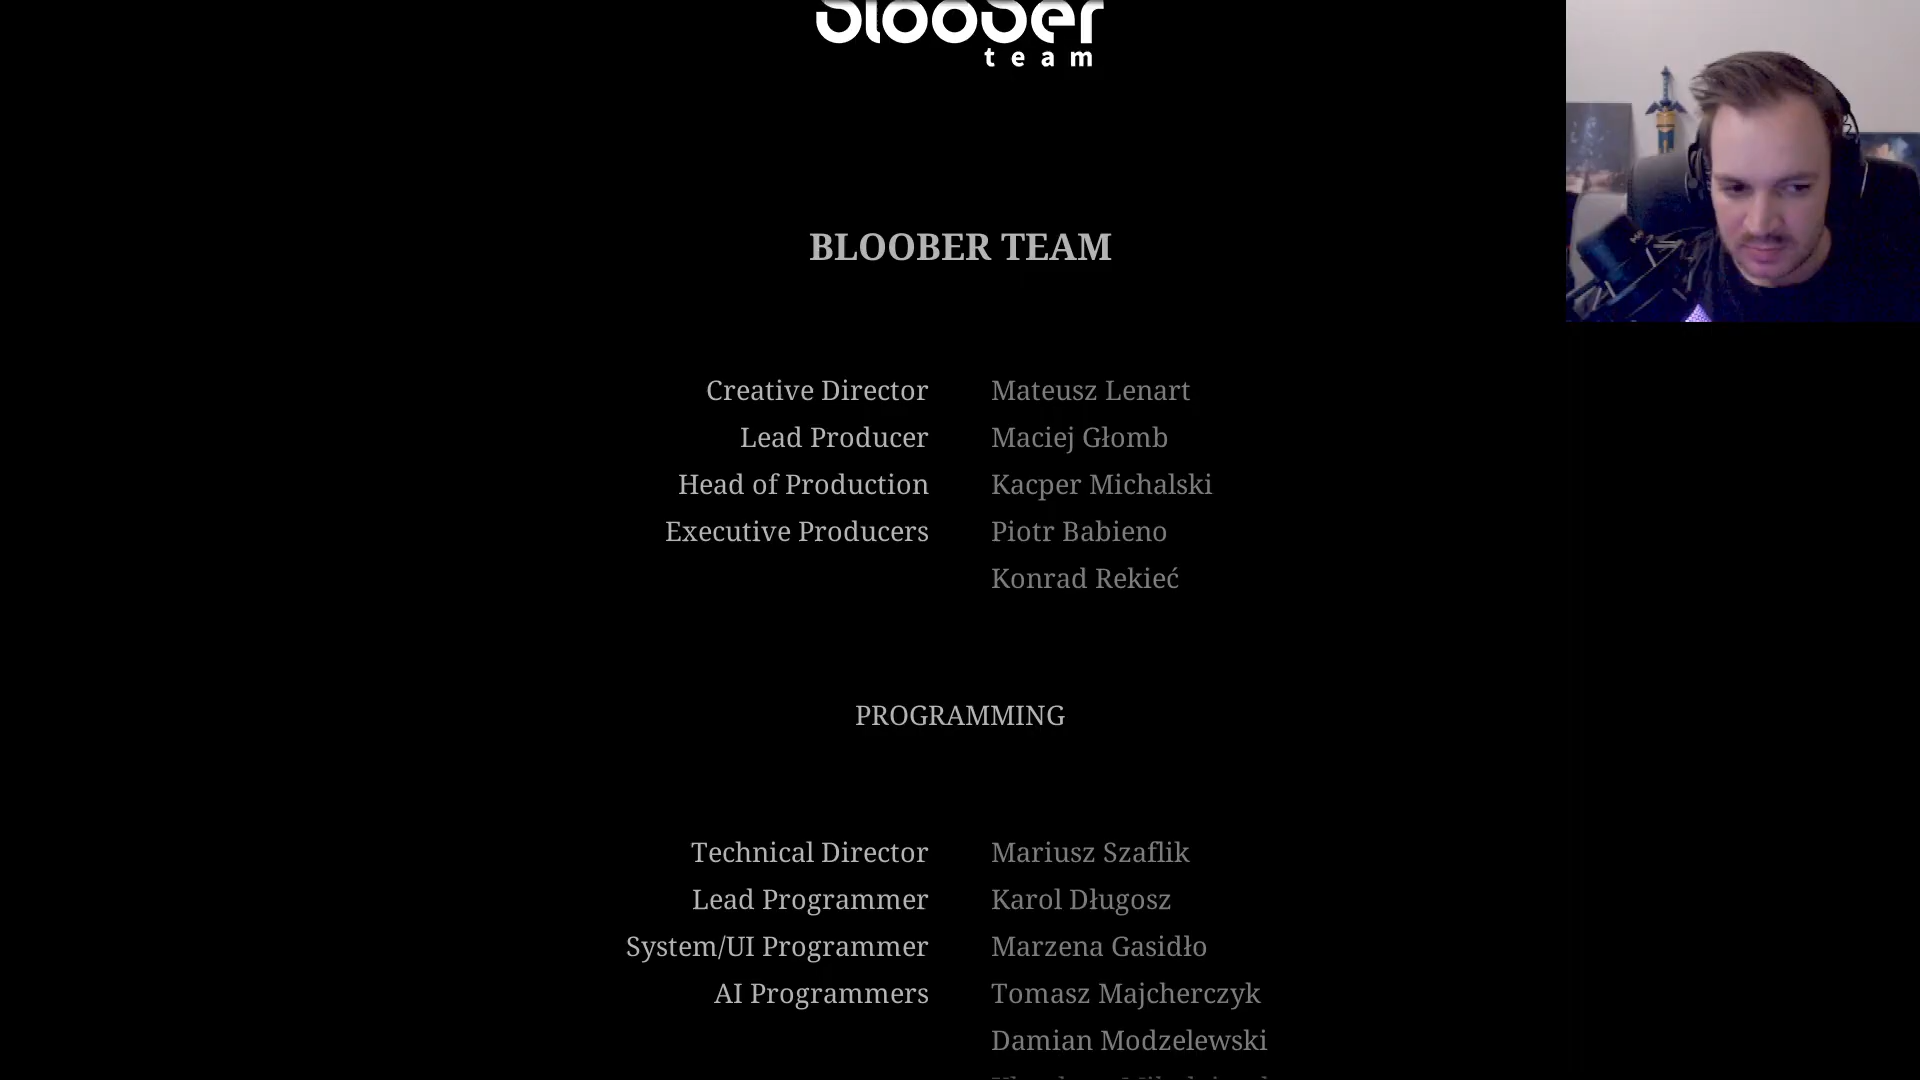 bloober
team
BLOOBER TEAM
Creative Director Mateusz Lenart
Lead Producer Maciej Głomb
Head of Production Kacper Michalski
Executive Producers Piotr Babieno
Konrad Rekieć
PROGRAMMING
Technical Director Mariusz Szaflik
Lead Programmer Karol Długosz
System/UI Programmer Marzena Gasidło
AI Programmers Tomasz Majcherczyk
Damian Modzelewski